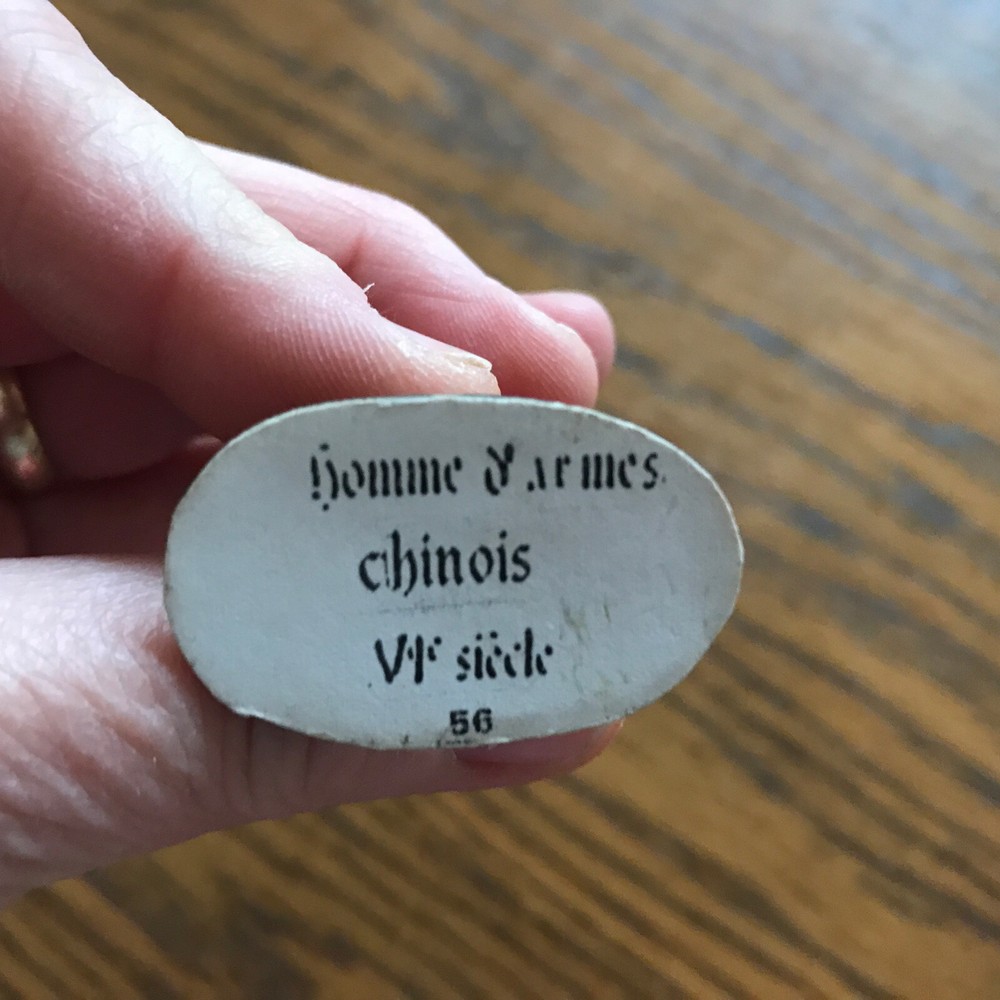 Homme d'armes
chinois
VIe siècle
56